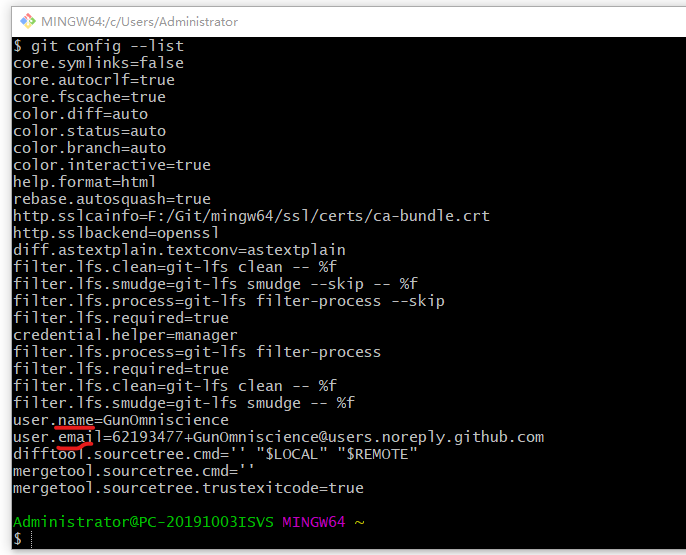 MINGW64:/c/Users/Administrator
$ git config --list
core.symlinks=false
core.autocrlf=true
core.fscache=true
color.diff=auto
color.status=auto
color.branch=auto
color.interactive=true
help.format=html
rebase.autosquash=true
http.sslcainfo=F:/Git/mingw64/ssl/certs/ca-bundle.crt
http.sslbackend=openssl
diff.astextplain.textconv=astextplain
filter.lfs.clean=git-lfs clean -- %f
filter.lfs.smudge=git-lfs smudge --skip -- %f
filter.lfs.process=git-lfs filter-process --skip
filter.lfs.required=true
credential.helper=manager
filter.lfs.process=git-lfs filter-process
filter.lfs.required=true
filter.lfs.clean=git-lfs clean -- %f
filter.lfs.smudge=git-lfs smudge -- %f
user.name=GunOmniscience
user.email=62193477+GunOmniscience@users.noreply.github.com
difftool.sourcetree.cmd='' "$LOCAL" "$REMOTE"
mergetool.sourcetree.cmd=''
mergetool.sourcetree.trustexitcode=true
Administrator@PC-20191003ISVS MINGW64 ~
$